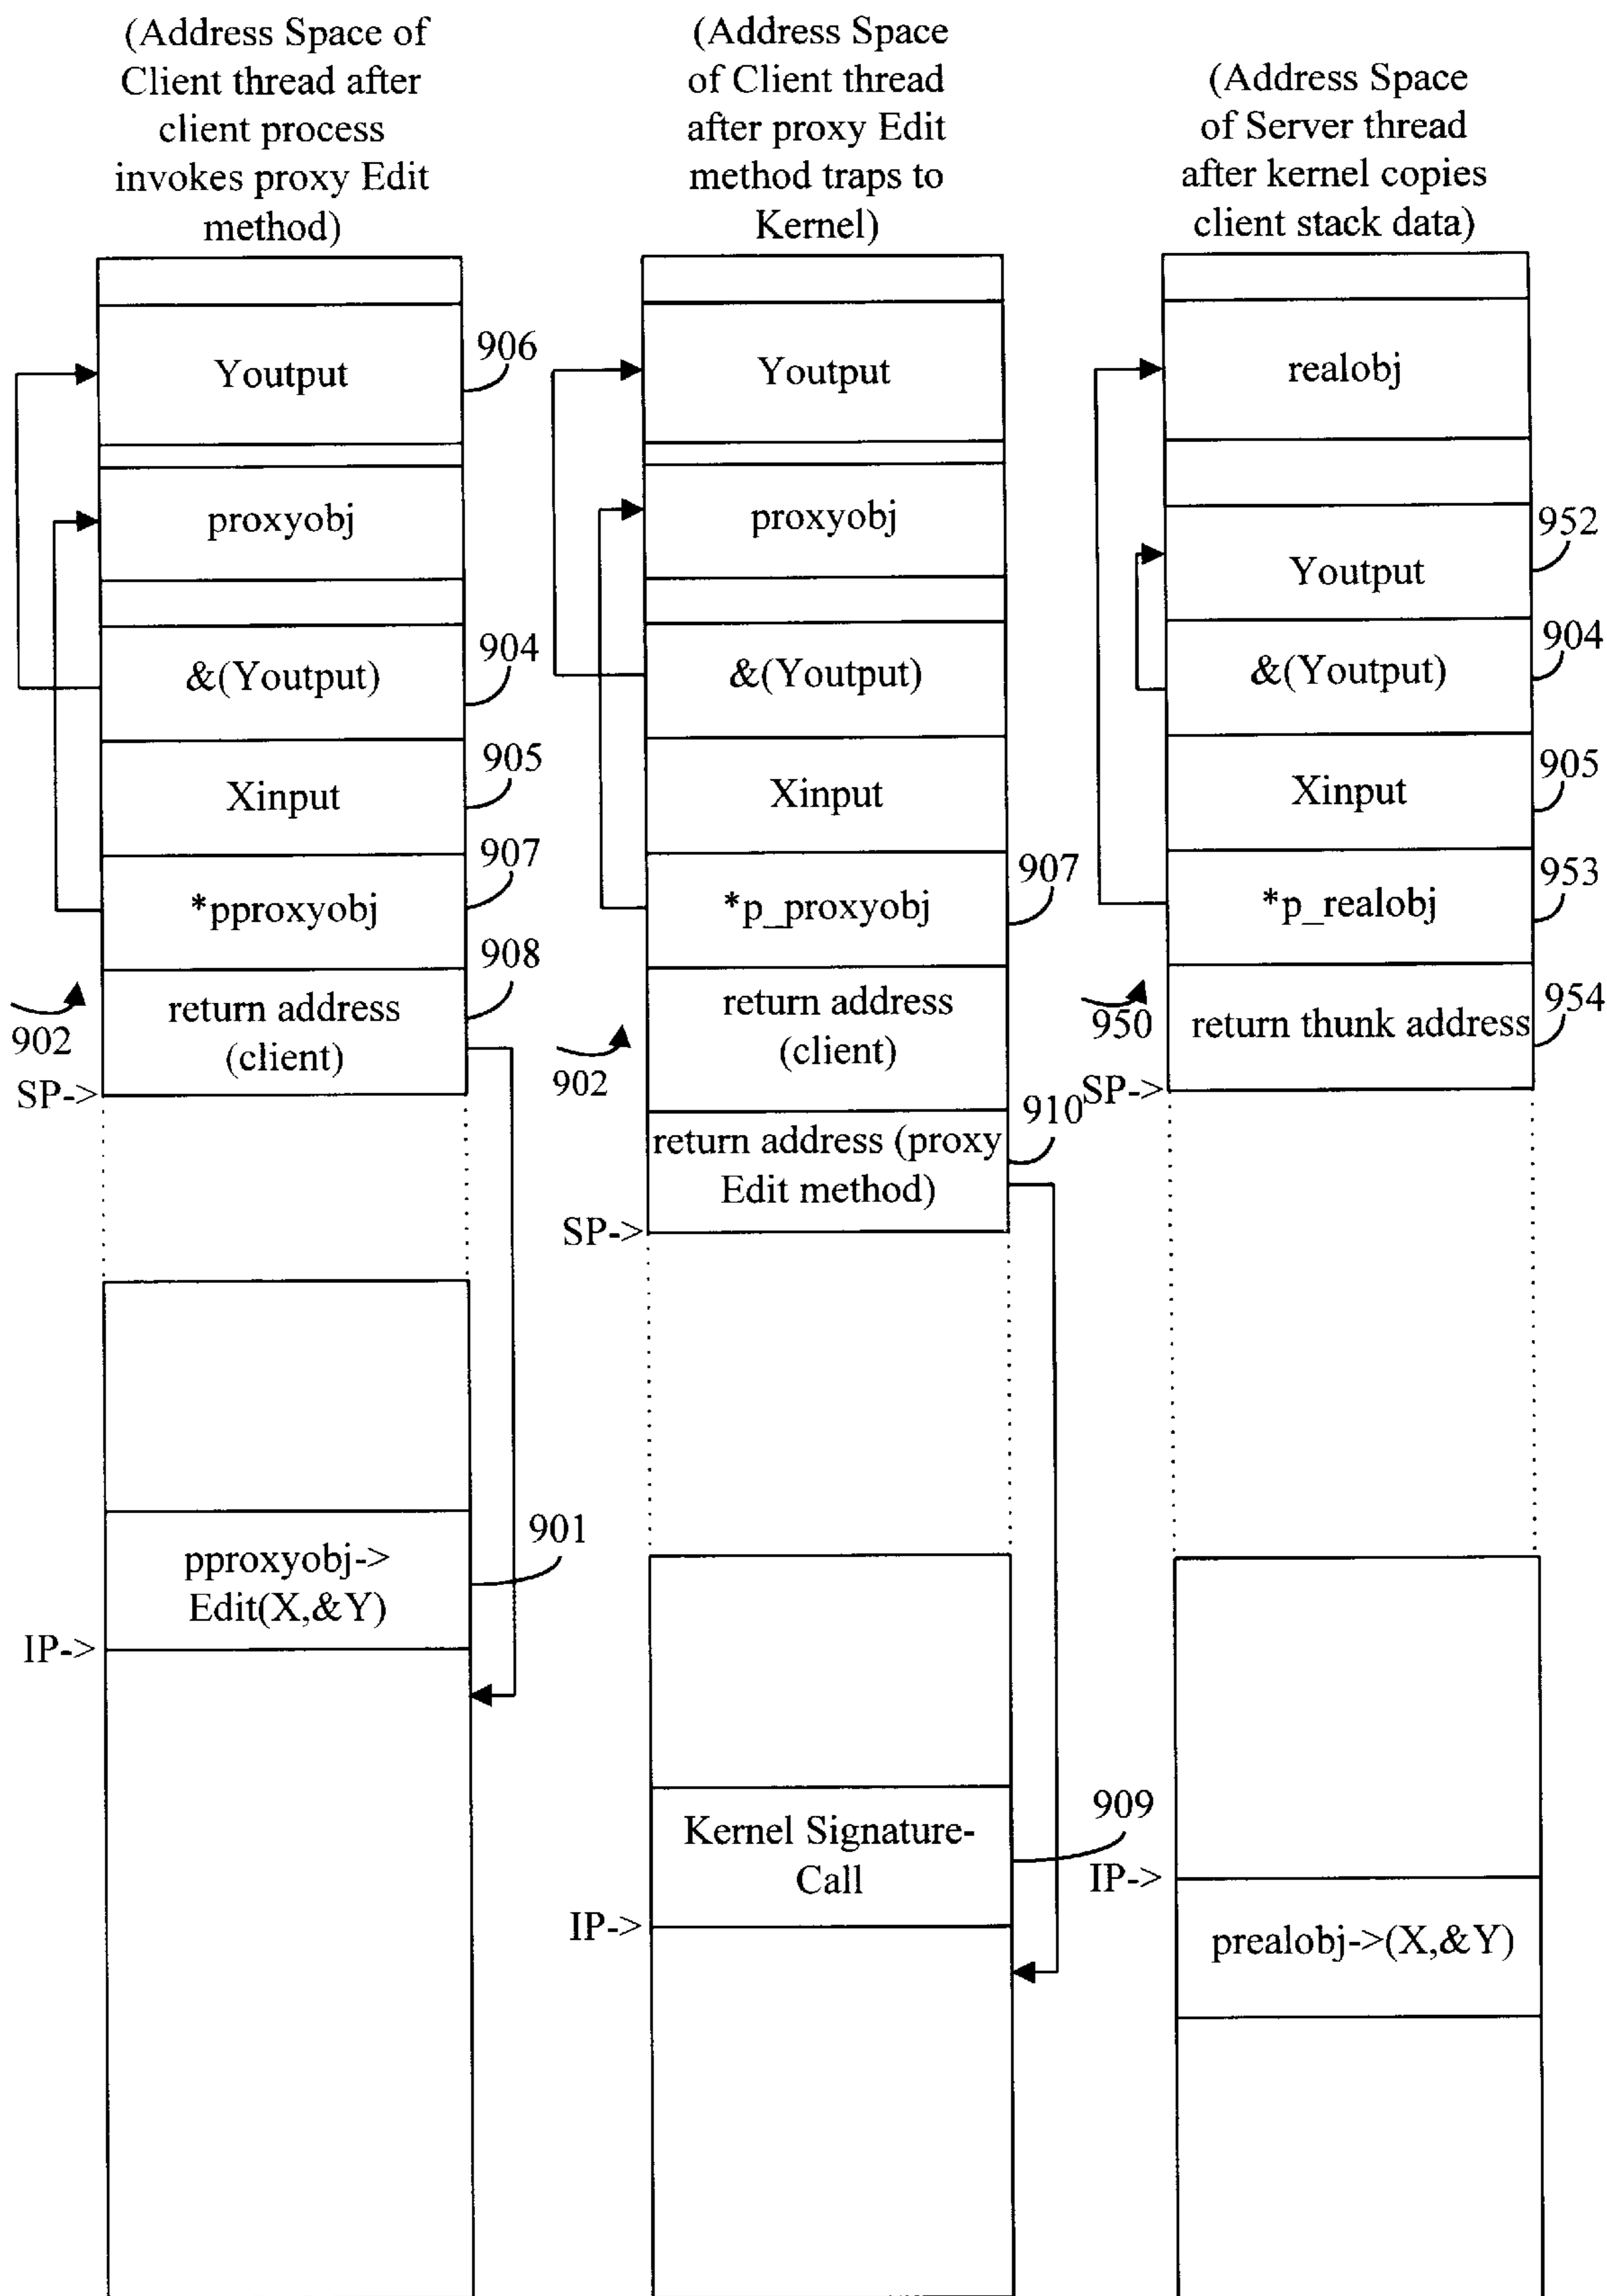 (Address Space of
Client thread after
client process
invokes proxy Edit
method)
Youtput
906
proxyobj
&(Youtput)
904
Xinput
905
*pproxyobj
907
return address
(client)
908
902
SP->
pproxyobj->
Edit(X,&Y)
901
IP->
(Address Space
of Client thread
after proxy Edit
method traps to
Kernel)
Youtput
proxyobj
&(Youtput)
Xinput
*p_proxyobj
907
return address
(client)
902
return address (proxy
Edit method)
910
SP->
Kernel Signature-
Call
909
IP->
(Address Space
of Server thread
after kernel copies
client stack data)
realobj
Youtput
952
&(Youtput)
904
Xinput
905
*p_realobj
953
return thunk address
954
950
SP->
IP->
prealobj->(X,&Y)